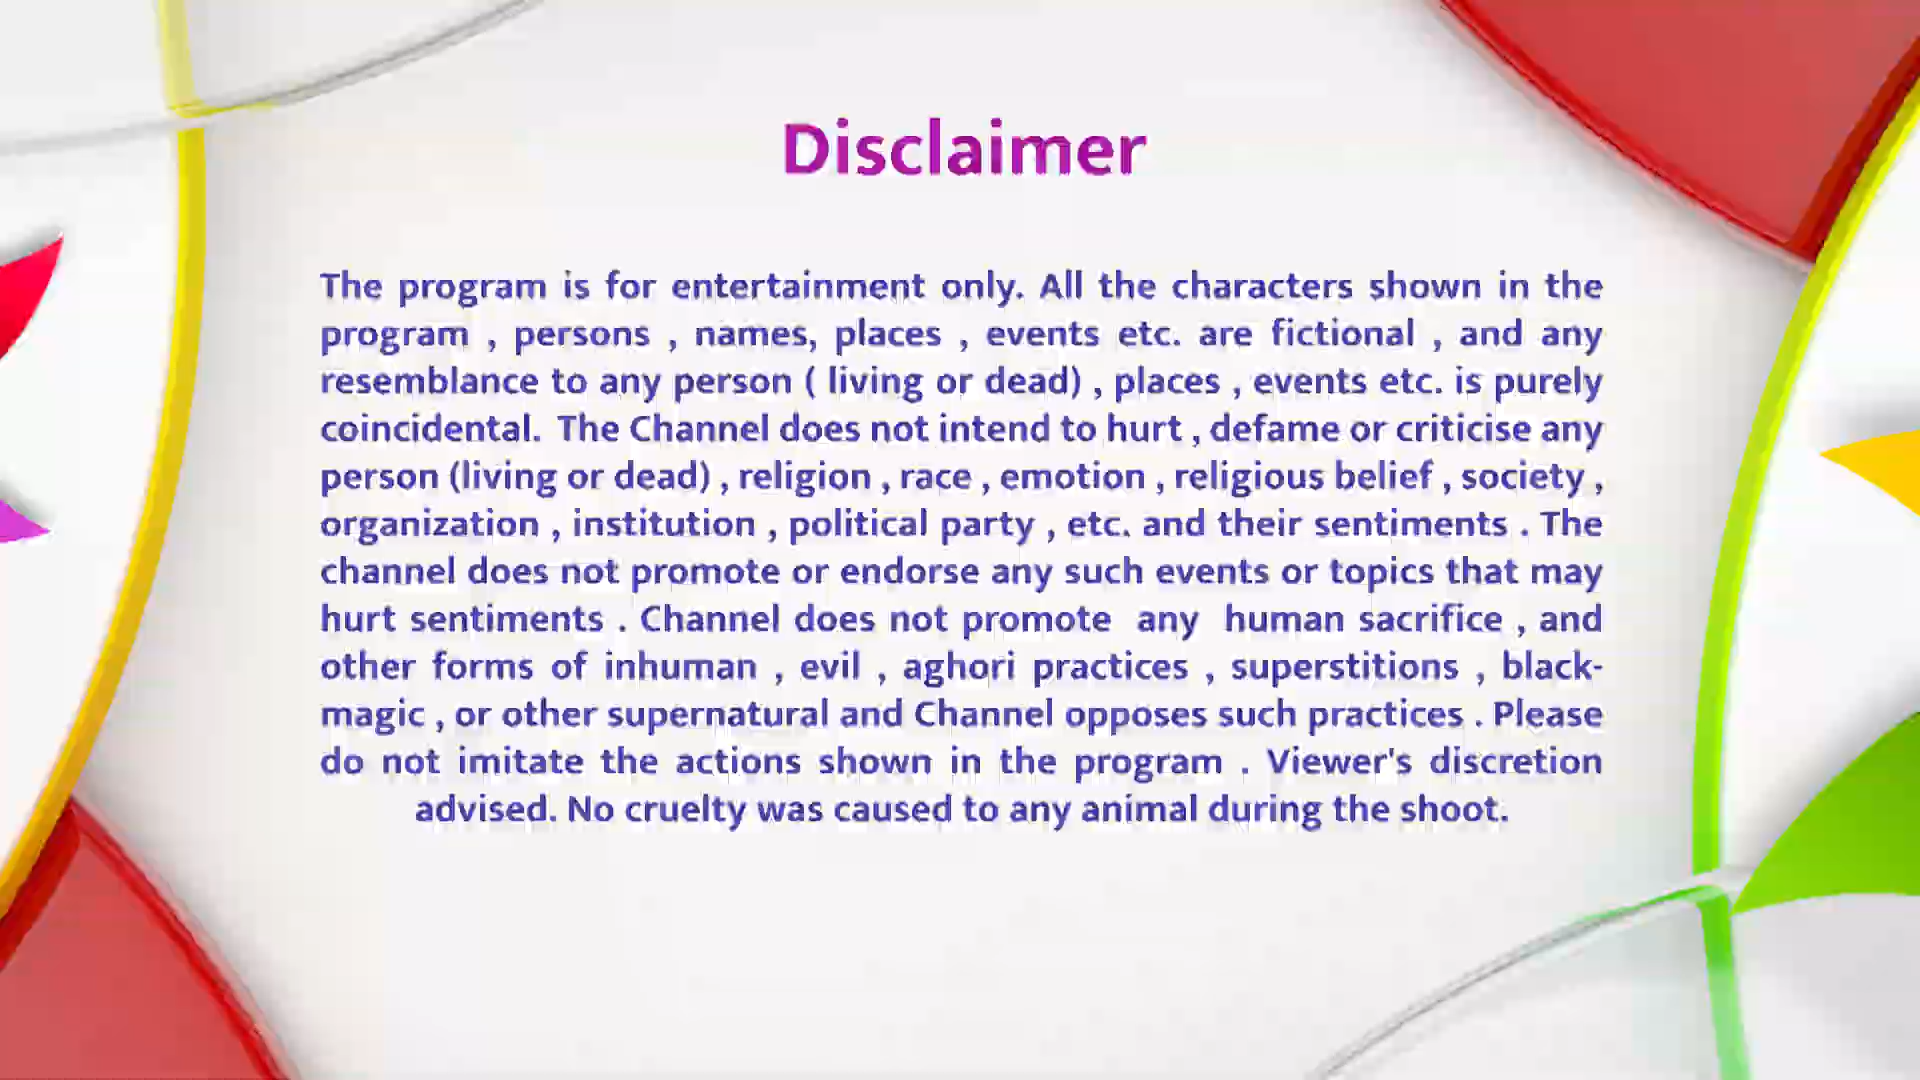 Disclaimer
The program is for entertainment only. All the characters shown in the
program , persons , names, places , events etc. are fictional , and any
resemblance to any person ( living or dead) , places , events etc. is purely
coincidental. The Channel does not intend to hurt , defame or criticise any
person (living or dead) , religion , race , emotion , religious belief , society ,
organization , institution , political party , etc. and their sentiments . The
channel does not promote or endorse any such events or topics that may
hurt sentiments . Channel does not promote any human sacrifice , and
other forms of inhuman , evil , aghori practices , superstitions , black-
magic , or other supernatural and Channel opposes such practices . Please
do not imitate the actions shown in the program . Viewer's discretion
advised. No cruelty was caused to any animal during the shoot.